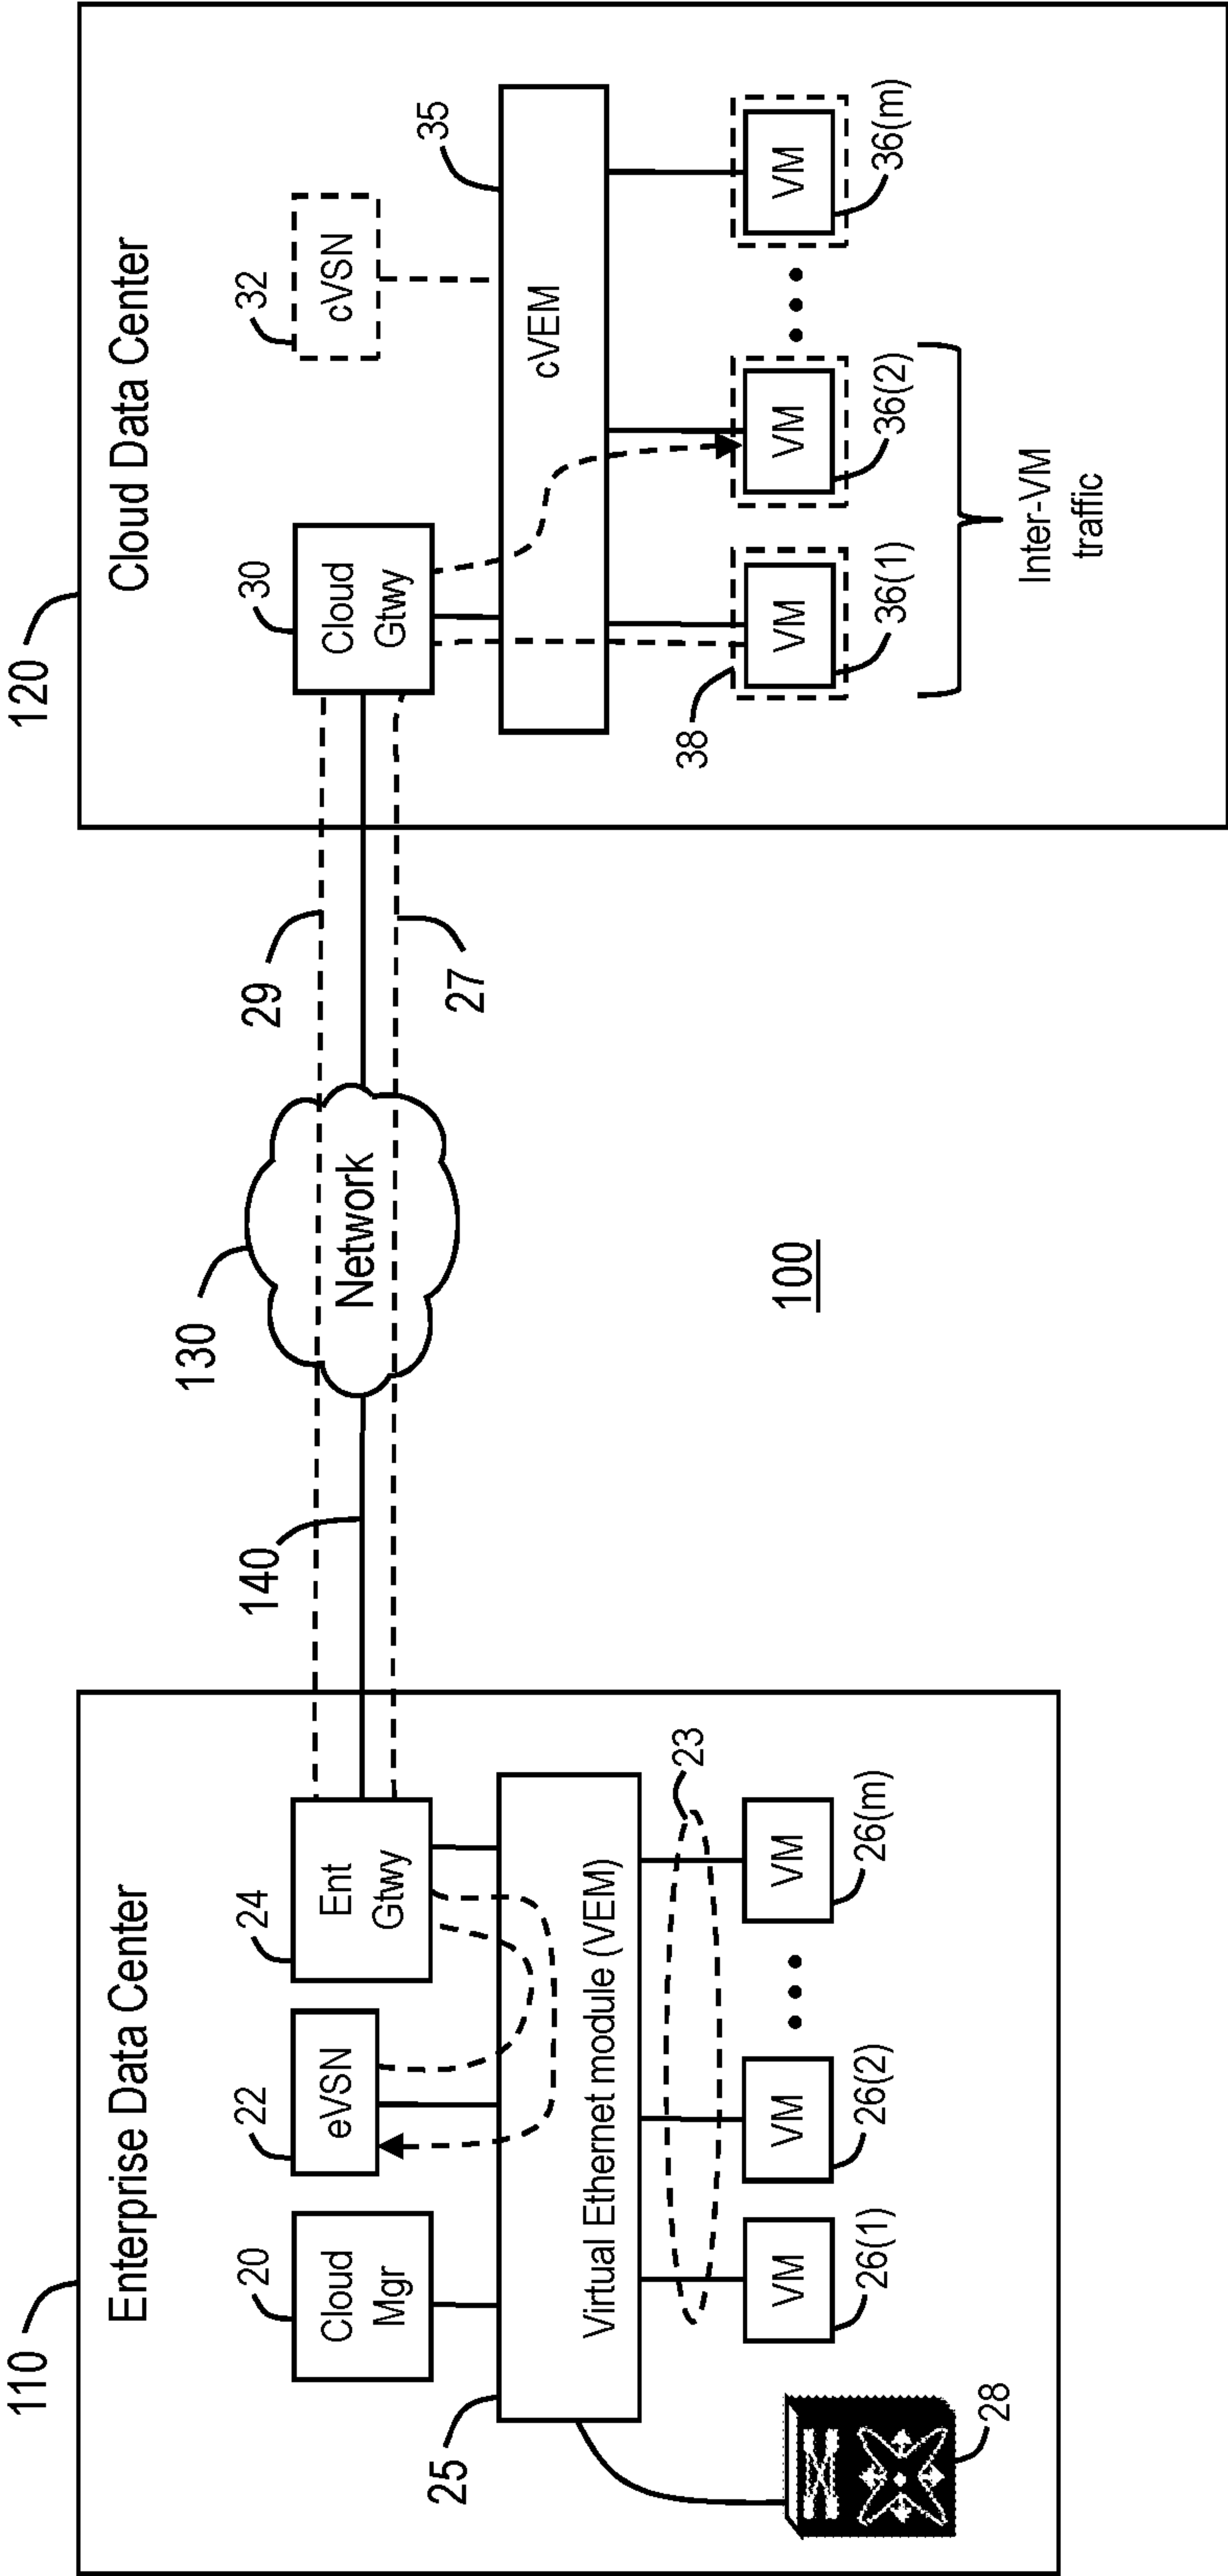 110
Enterprise Data Center
20
Cloud
Mgr
22
eVSN
24
Ent
Gtwy
25
Virtual Ethernet module (VEM)
23
VM
VM
VM
26(1)
26(2)
26(m)
28
140
130
Network
29
27
100
120
Cloud Data Center
30
Cloud
Gtwy
32
cVSN
35
cVEM
38
VM
VM
VM
36(1)
36(2)
36(m)
Inter-VM
traffic